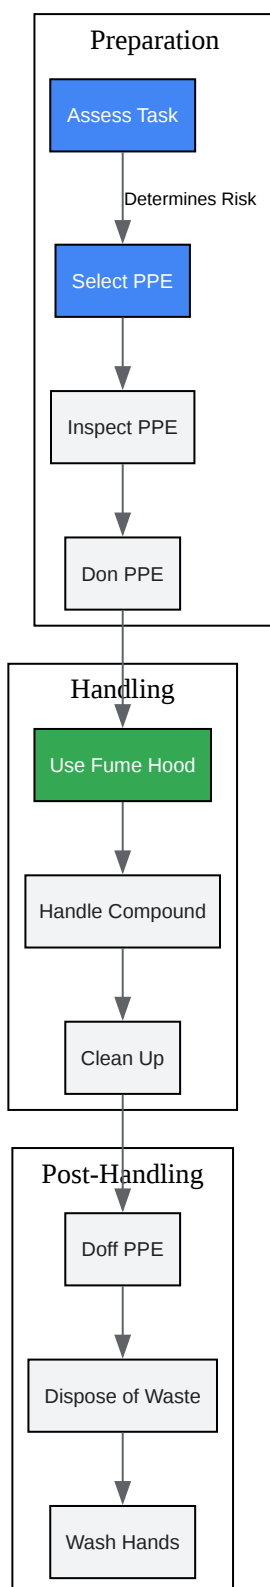 Preparation
Assess Task
Determines Risk
Select PPE
Inspect PPE
Don PPE
Handling
Use Fume Hood
Handle Compound
Clean Up
Post-Handling
Doff PPE
Dispose of Waste
Wash Hands